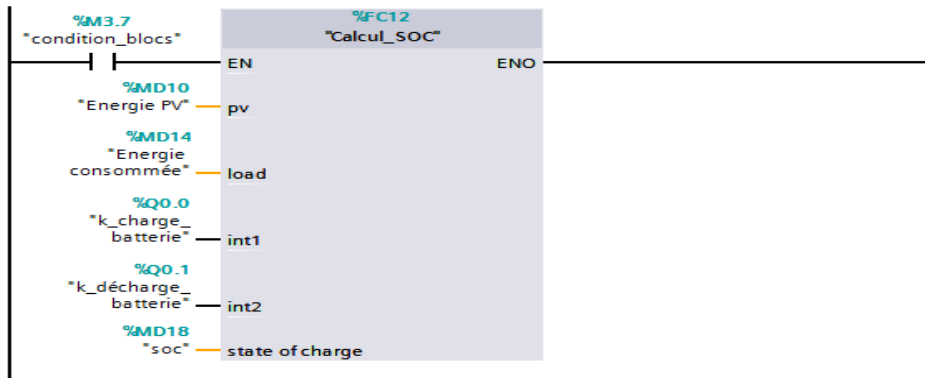 %M3.7
"condition_blocs"
%FC12
"Calcul_SOC"
EN
ENO
%MD10
"Energie PV"
pv
%MD14
"Energie
consommée"
load
%Q0.0
"k_charge_
batterie"
int1
%Q0.1
"k_décharge_
batterie"
int2
%MD18
"soc"
state of charge